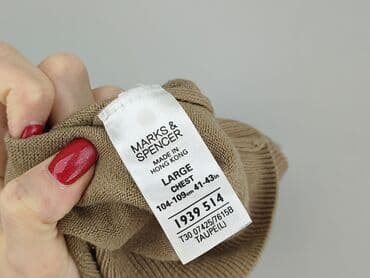 MARKS &
SPENCER
MADE IN
HONG KONG
LARGE
CHEST
104-109cm 41-43in
1939 514
T30 07425/7615B
TAUPE(L)